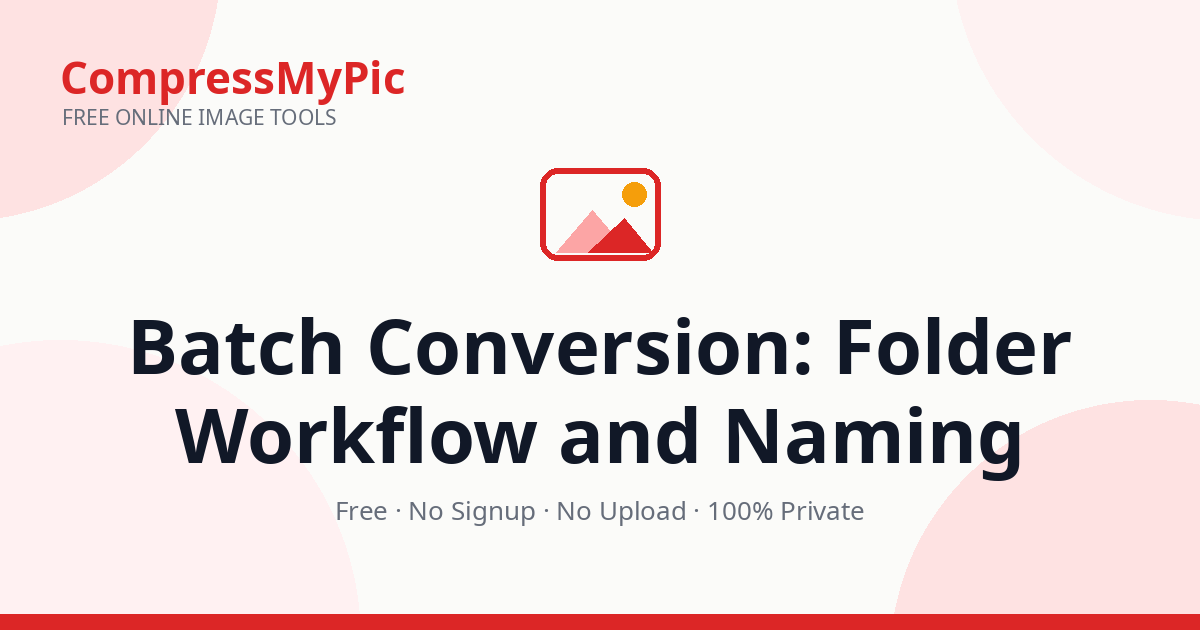 CompressMyPic
FREE ONLINE IMAGE TOOLS
Batch Conversion: Folder
Workflow and Naming
Free · No Signup · No Upload · 100% Private